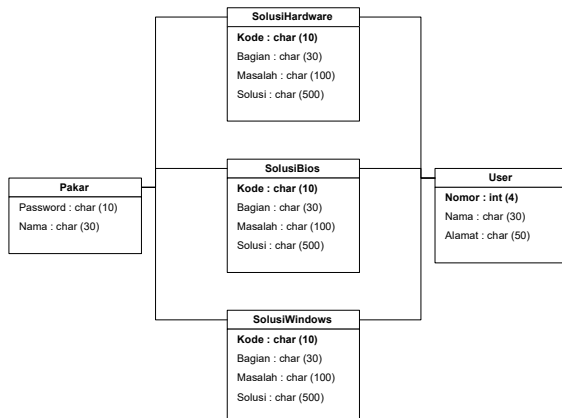 SolusiHardware
Kode : char (10)
Bagian : char (30)
Masalah : char (100)
Solusi : char (500)
Pakar
Password : char (10)
Nama : char (30)
SolusiBios
Kode : char (10)
Bagian : char (30)
Masalah : char (100)
Solusi : char (500)
User
Nomor : int (4)
Nama : char (30)
Alamat : char (50)
SolusiWindows
Kode : char (10)
Bagian : char (30)
Masalah : char (100)
Solusi : char (500)